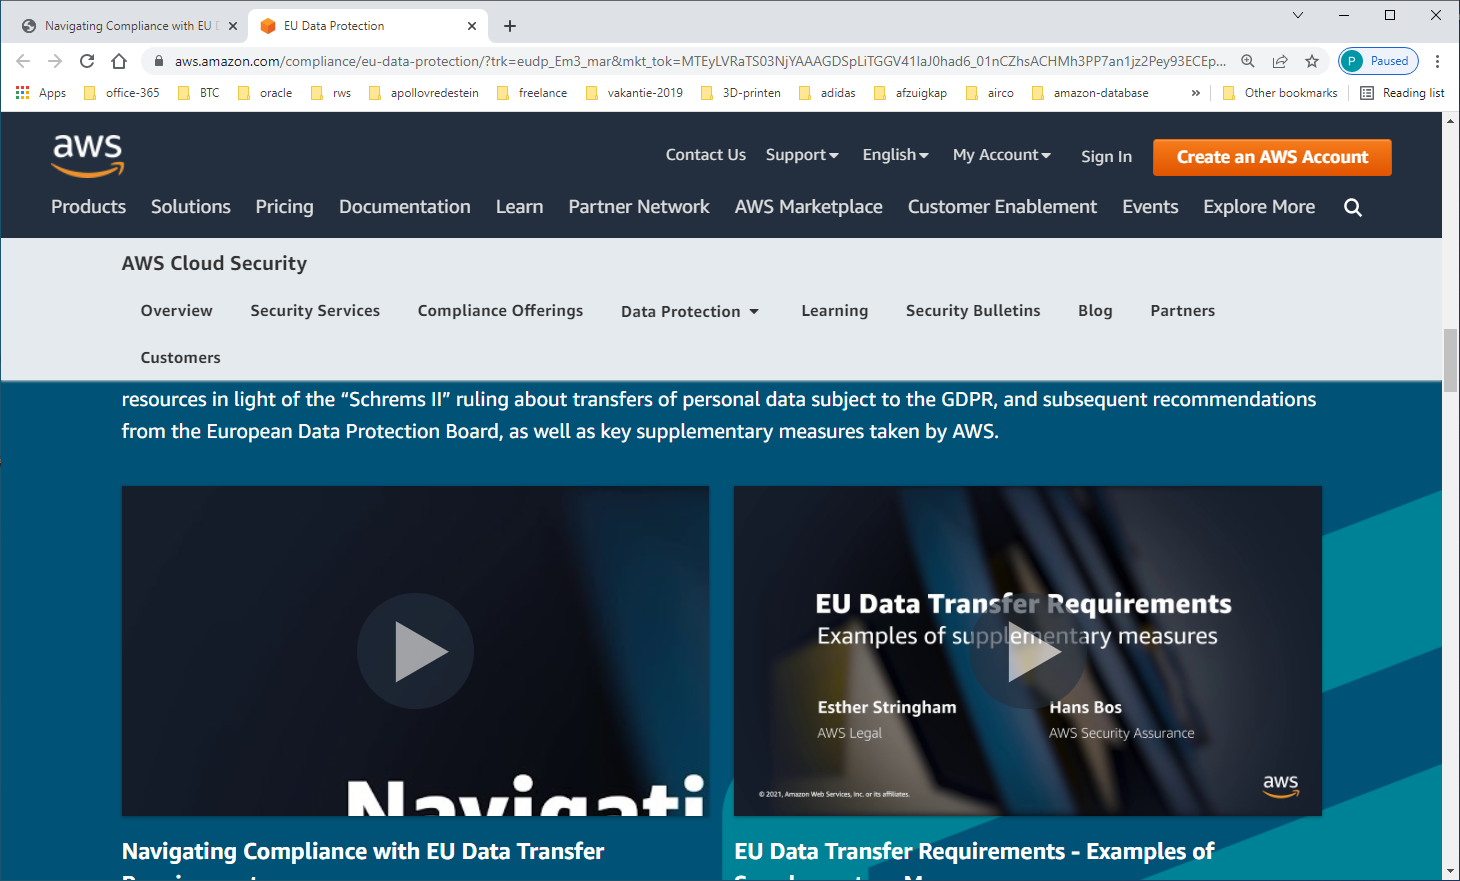 Navigating Compliance with EU D
EU Data Protection
aws.amazon.com/compliance/eu-data-protection/?trk=eudp_Em3_mar&mkt_tok=MTEyLVRaTS03NjYAAAGDSpLiTGGV41IaJ0had6_01nCZhsACHMh3PP7an1jz2Pey93ECEp...
P Paused
Apps office-365 BTC oracle rws apollovredestein freelance vakantie-2019 3D-printen adidas afzuigkap airco amazon-database » Other bookmarks Reading list
aws
Contact Us Support English My Account Sign In Create an AWS Account
Products Solutions Pricing Documentation Learn Partner Network AWS Marketplace Customer Enablement Events Explore More
AWS Cloud Security
Overview Security Services Compliance Offerings Data Protection Learning Security Bulletins Blog Partners
Customers
resources in light of the “Schrems II” ruling about transfers of personal data subject to the GDPR, and subsequent recommendations
from the European Data Protection Board, as well as key supplementary measures taken by AWS.
Navigati
EU Data Transfer Requirements
Examples of supplementary measures
Esther Stringham Hans Bos
AWS Legal AWS Security Assurance
© 2021, Amazon Web Services, Inc. or its affiliates.
aws
Navigating Compliance with EU Data Transfer
EU Data Transfer Requirements - Examples of